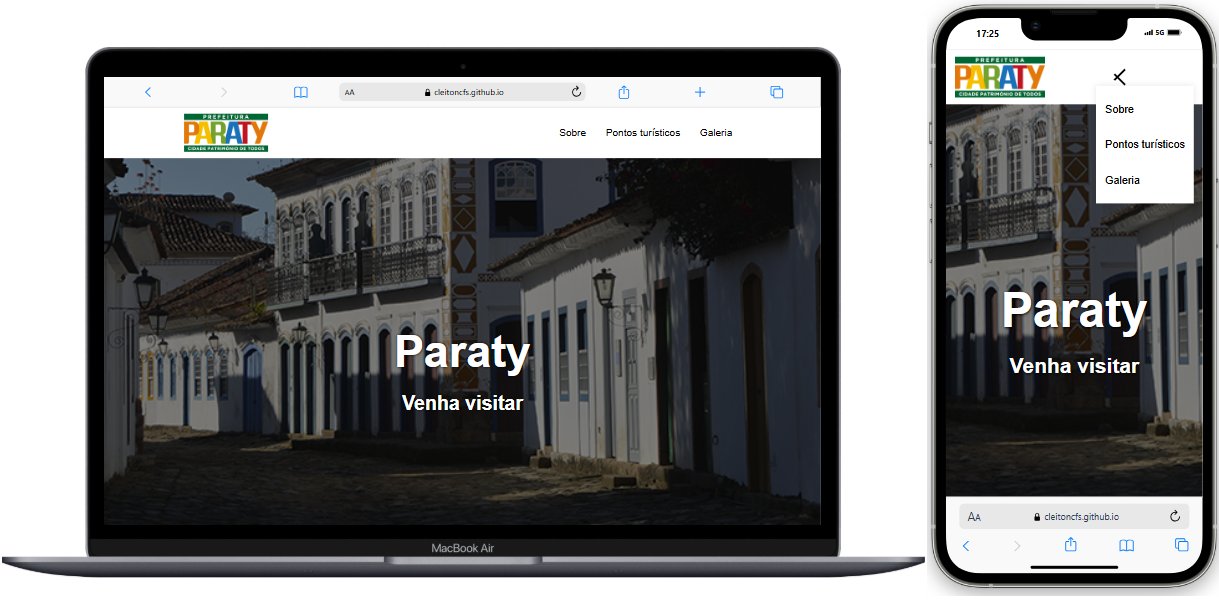 AA
cleitoncfs.github.io
PREFEITURA
PARATY
CIDADE PATRIMÔNIO DE TODOS
Sobre
Pontos turísticos
Galeria
Paraty
Venha visitar
MacBook Air
17:25
5G
PREFEITURA
PARATY
CIDADE PATRIMÔNIO DE TODOS
Sobre
Pontos turísticos
Galeria
Paraty
Venha visitar
AA
cleitoncfs.github.io